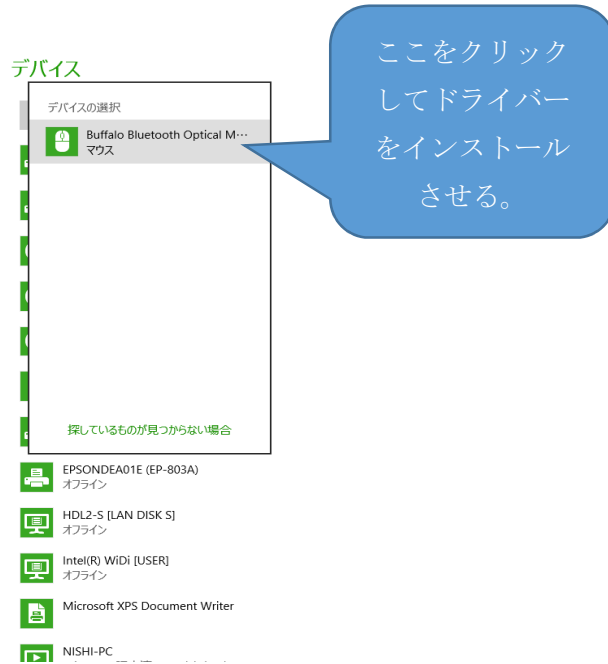 デバイス
デバイスの選択
Buffalo Bluetooth Optical M…
マウス
探しているものが見つからない場合
ここをクリック
してドライバー
をインストール
させる。
EPSONDEA01E (EP-803A)
オフライン
HDL2-S [LAN DISK S]
オフライン
Intel(R) WiDi [USER]
オフライン
Microsoft XPS Document Writer
NISHI-PC